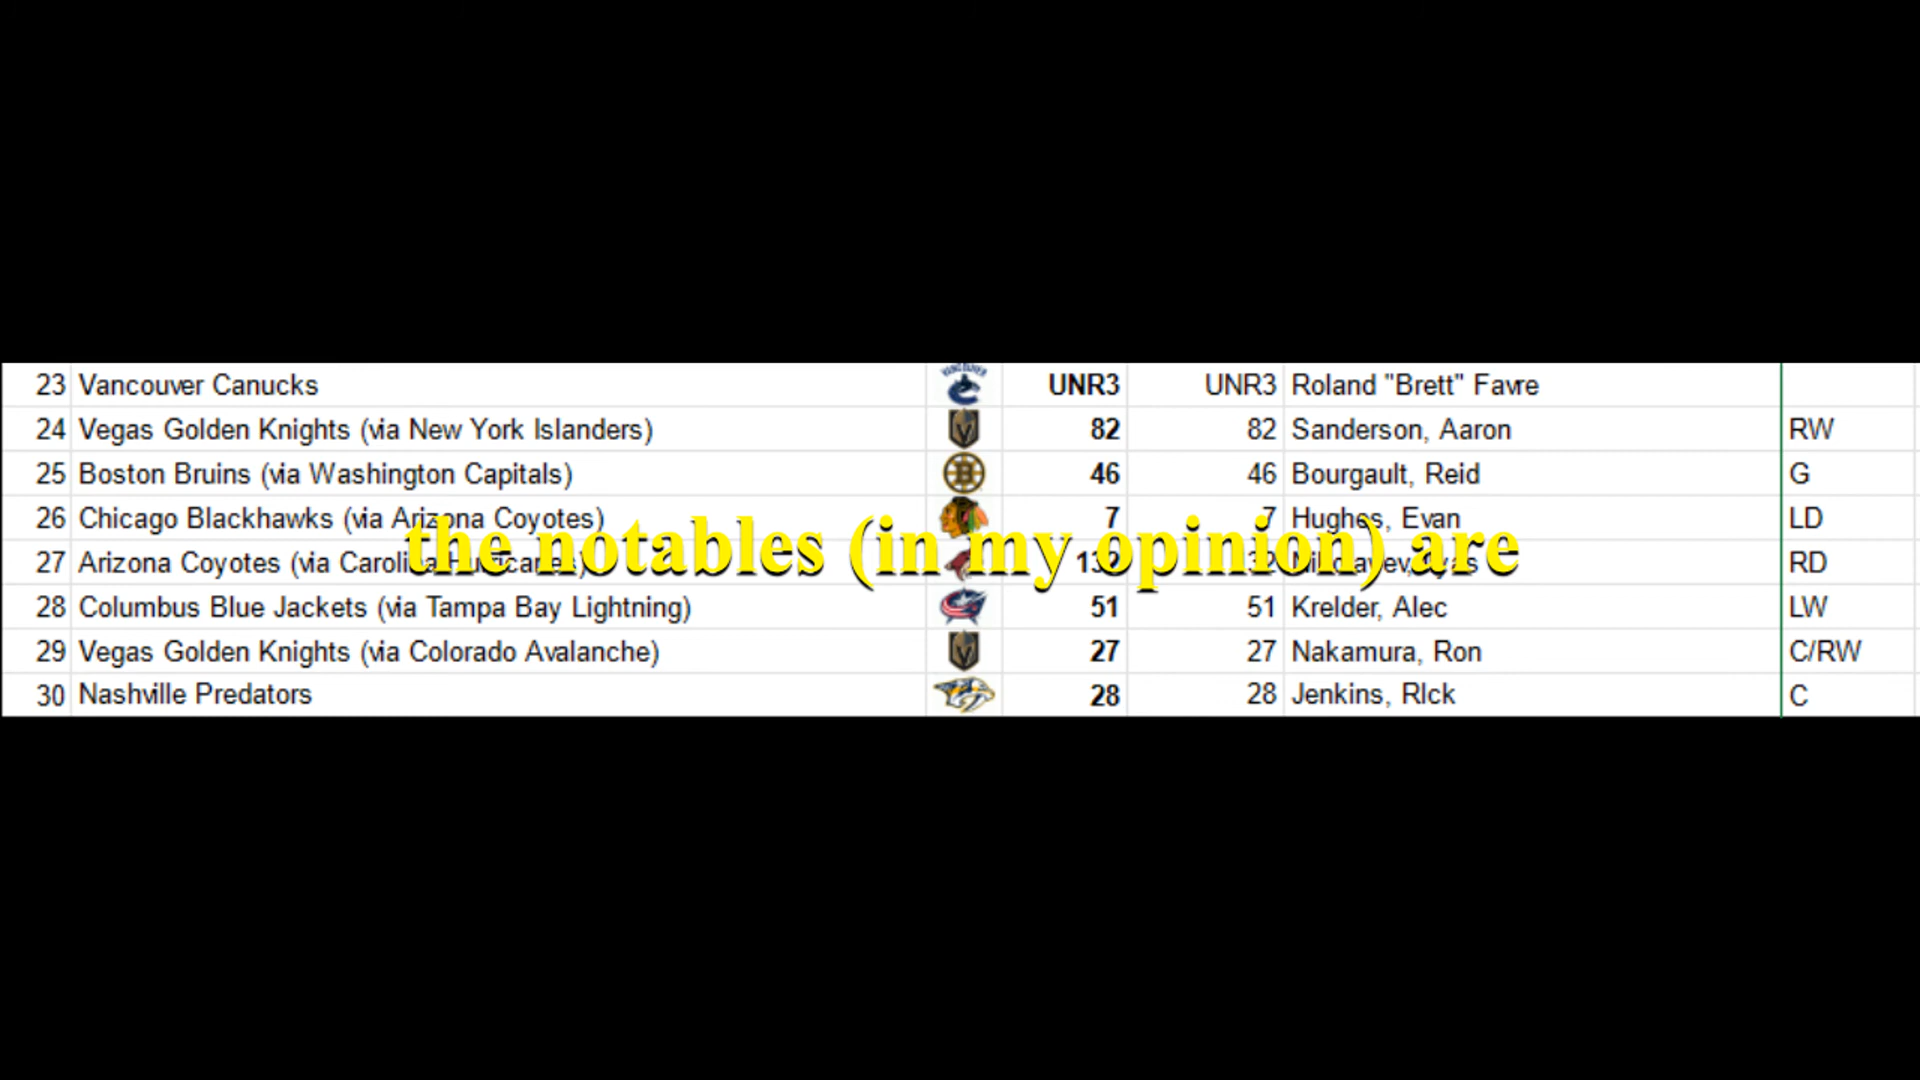 23 Vancouver Canucks UNR3 UNR3 Roland "Brett" Favre
24 Vegas Golden Knights (via New York Islanders) 82 82 Sanderson, Aaron RW
25 Boston Bruins (via Washington Capitals) 46 46 Bourgault, Reid G
26 Chicago Blackhawks (via Arizona Coyotes) 7 7 Hughes, Evan LD
the notables (in my opinion) are
27 Arizona Coyotes (via Carolina Hurricanes) RD
28 Columbus Blue Jackets (via Tampa Bay Lightning) 51 51 Krelder, Alec LW
29 Vegas Golden Knights (via Colorado Avalanche) 27 27 Nakamura, Ron C/RW
30 Nashville Predators 28 28 Jenkins, RIck C